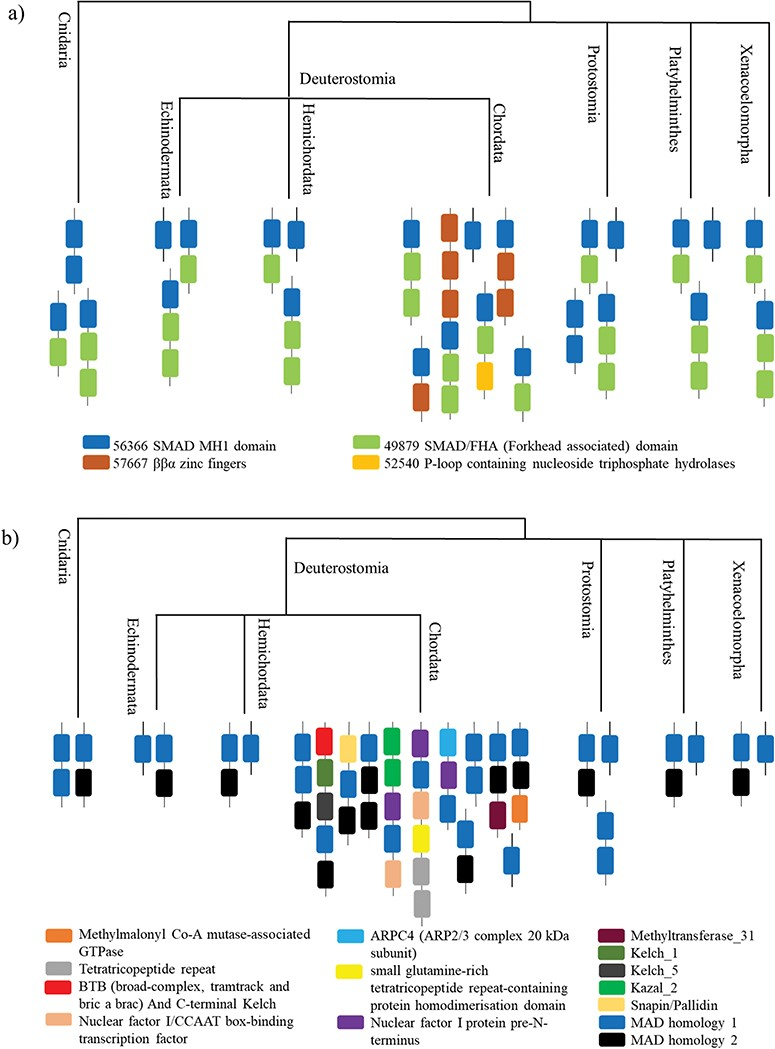 a)
Cnidaria
Deuterostomia
Echinodermata
Hemichordata
Chordata
Protostomia
Platyhelminthes
Xenacoelomorpha
56366 SMAD MH1 domain
49879 SMAD/FHA (Forkhead associated) domain
57667 ββα zinc fingers
52540 P-loop containing nucleoside triphosphate hydrolases
b)
Cnidaria
Deuterostomia
Echinodermata
Hemichordata
Chordata
Protostomia
Platyhelminthes
Xenacoelomorpha
Methylmalonyl Co-A mutase-associated
GTPase
Tetratricopeptide repeat
BTB (broad-complex, tramtrack and
bric a brac) And C-terminal Kelch
Nuclear factor I/CCAAT box-binding
transcription factor
ARPC4 (ARP2/3 complex 20 kDa
subunit)
small glutamine-rich
tetratricopeptide repeat-containing
protein homodimerisation domain
Nuclear factor I protein pre-N-
terminus
Methyltransferase_31
Kelch_1
Kelch_5
Kazal_2
Snapin/Pallidin
MAD homology 1
MAD homology 2